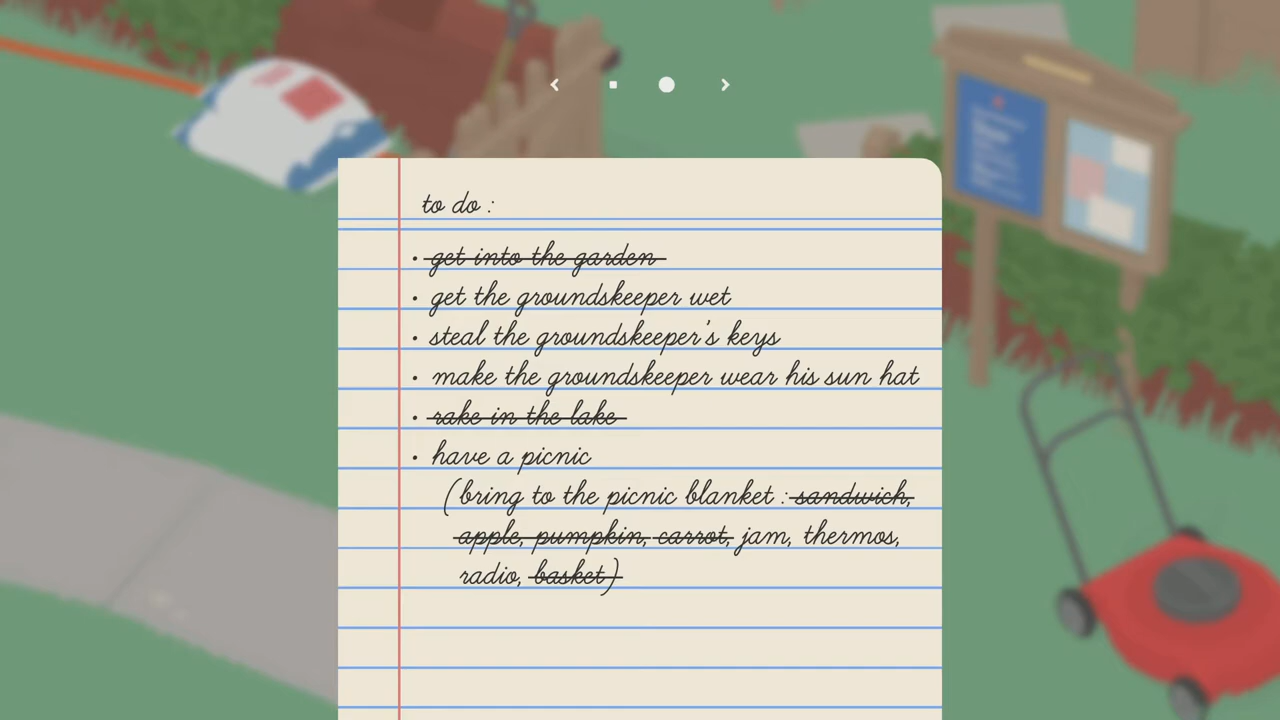 to do :
• get into the garden
• get the groundskeeper wet
• steal the groundskeeper's keys
• make the groundskeeper wear his sun hat
• rake in the lake
• have a picnic
(bring to the picnic blanket : sandwich,
apple, pumpkin, carrot, jam, thermos,
radio, basket)